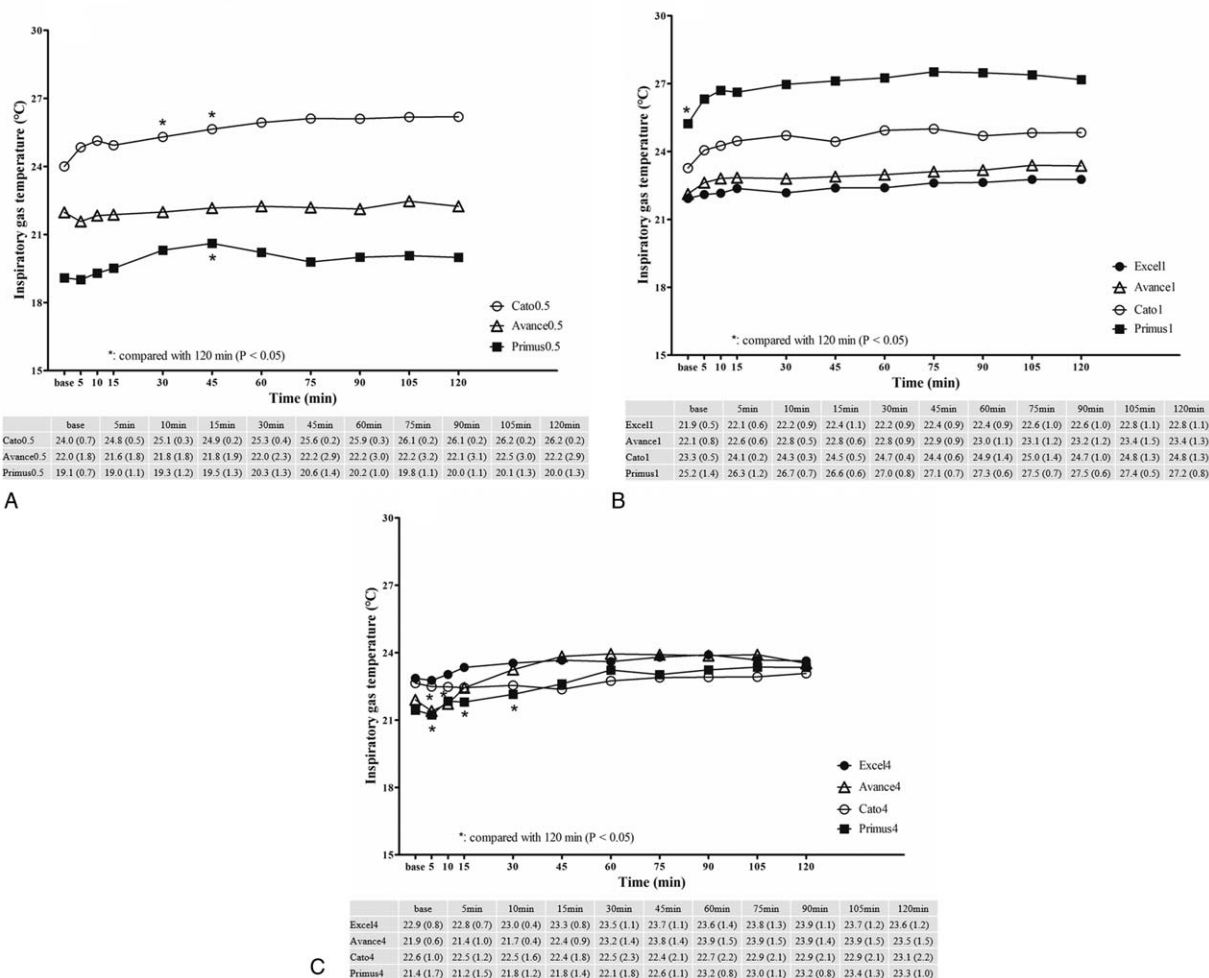 Inspiratory gas temperature (°C)
30
27
24
21
18
15
* *
*
Cato0.5
Avance0.5
Primus0.5
*: compared with 120 min (P < 0.05)
base 5 10 15 30 45 60 75 90 105 120
Time (min)
base 5min 10min 15min 30min 45min 60min 75min 90min 105min 120min
Cato0.5 24.0 (0.7) 24.8 (0.5) 25.1 (0.3) 24.9 (0.2) 25.3 (0.4) 25.6 (0.2) 25.9 (0.3) 26.1 (0.2) 26.1 (0.2) 26.2 (0.2) 26.2 (0.2)
Avance0.5 22.0 (1.8) 21.6 (1.8) 21.8 (1.8) 21.8 (1.9) 22.0 (2.3) 22.2 (2.9) 22.2 (3.0) 22.2 (3.2) 22.1 (3.1) 22.5 (3.0) 22.2 (2.9)
Primus0.5 19.1 (0.7) 19.0 (1.1) 19.3 (1.2) 19.5 (1.3) 20.3 (1.3) 20.6 (1.4) 20.2 (1.0) 19.8 (1.1) 20.0 (1.1) 20.1 (1.3) 20.0 (1.3)
A
Inspiratory gas temperature (°C)
30
27
24
21
18
15
*
Excel1
Avance1
Cato1
Primus1
*: compared with 120 min (P < 0.05)
base 5 10 15 30 45 60 75 90 105 120
Time (min)
base 5min 10min 15min 30min 45min 60min 75min 90min 105min 120min
Excel1 21.9 (0.5) 22.1 (0.6) 22.2 (0.9) 22.4 (1.1) 22.2 (0.9) 22.4 (0.9) 22.4 (0.9) 22.6 (1.0) 22.6 (1.0) 22.8 (1.1) 22.8 (1.1)
Avance1 22.1 (0.8) 22.6 (0.6) 22.8 (0.5) 22.8 (0.6) 22.8 (0.9) 22.9 (0.9) 23.0 (1.1) 23.1 (1.2) 23.2 (1.2) 23.4 (1.5) 23.4 (1.3)
Cato1 23.3 (0.5) 24.1 (0.2) 24.3 (0.3) 24.5 (0.5) 24.7 (0.4) 24.4 (0.6) 24.9 (1.4) 25.0 (1.4) 24.7 (1.0) 24.8 (1.3) 24.8 (1.3)
Primus1 25.2 (1.4) 26.3 (1.2) 26.7 (0.7) 26.6 (0.6) 27.0 (0.8) 27.1 (0.7) 27.3 (0.6) 27.5 (0.7) 27.5 (0.6) 27.4 (0.5) 27.2 (0.8)
B
Inspiratory gas temperature (°C)
30
27
24
21
18
15
* *
* * *
Excel4
Avance4
Cato4
Primus4
*: compared with 120 min (P < 0.05)
base 5 10 15 30 45 60 75 90 105 120
Time (min)
base 5min 10min 15min 30min 45min 60min 75min 90min 105min 120min
Excel4 22.9 (0.8) 22.8 (0.7) 23.0 (0.4) 23.3 (0.8) 23.5 (1.1) 23.7 (1.1) 23.6 (1.4) 23.8 (1.3) 23.9 (1.1) 23.7 (1.2) 23.6 (1.2)
Avance4 21.9 (0.6) 21.4 (1.0) 21.7 (0.4) 22.4 (0.9) 23.2 (1.4) 23.8 (1.4) 23.9 (1.5) 23.9 (1.5) 23.9 (1.4) 23.9 (1.5) 23.5 (1.5)
Cato4 22.6 (1.0) 22.5 (1.2) 22.5 (1.6) 22.4 (1.8) 22.5 (2.3) 22.4 (2.1) 22.7 (2.2) 22.9 (2.1) 22.9 (2.1) 22.9 (2.1) 23.1 (2.2)
Primus4 21.4 (1.7) 21.2 (1.5) 21.8 (1.2) 21.8 (1.4) 22.1 (1.8) 22.6 (1.1) 23.2 (0.8) 23.0 (1.1) 23.2 (0.8) 23.4 (1.3) 23.3 (1.0)
C